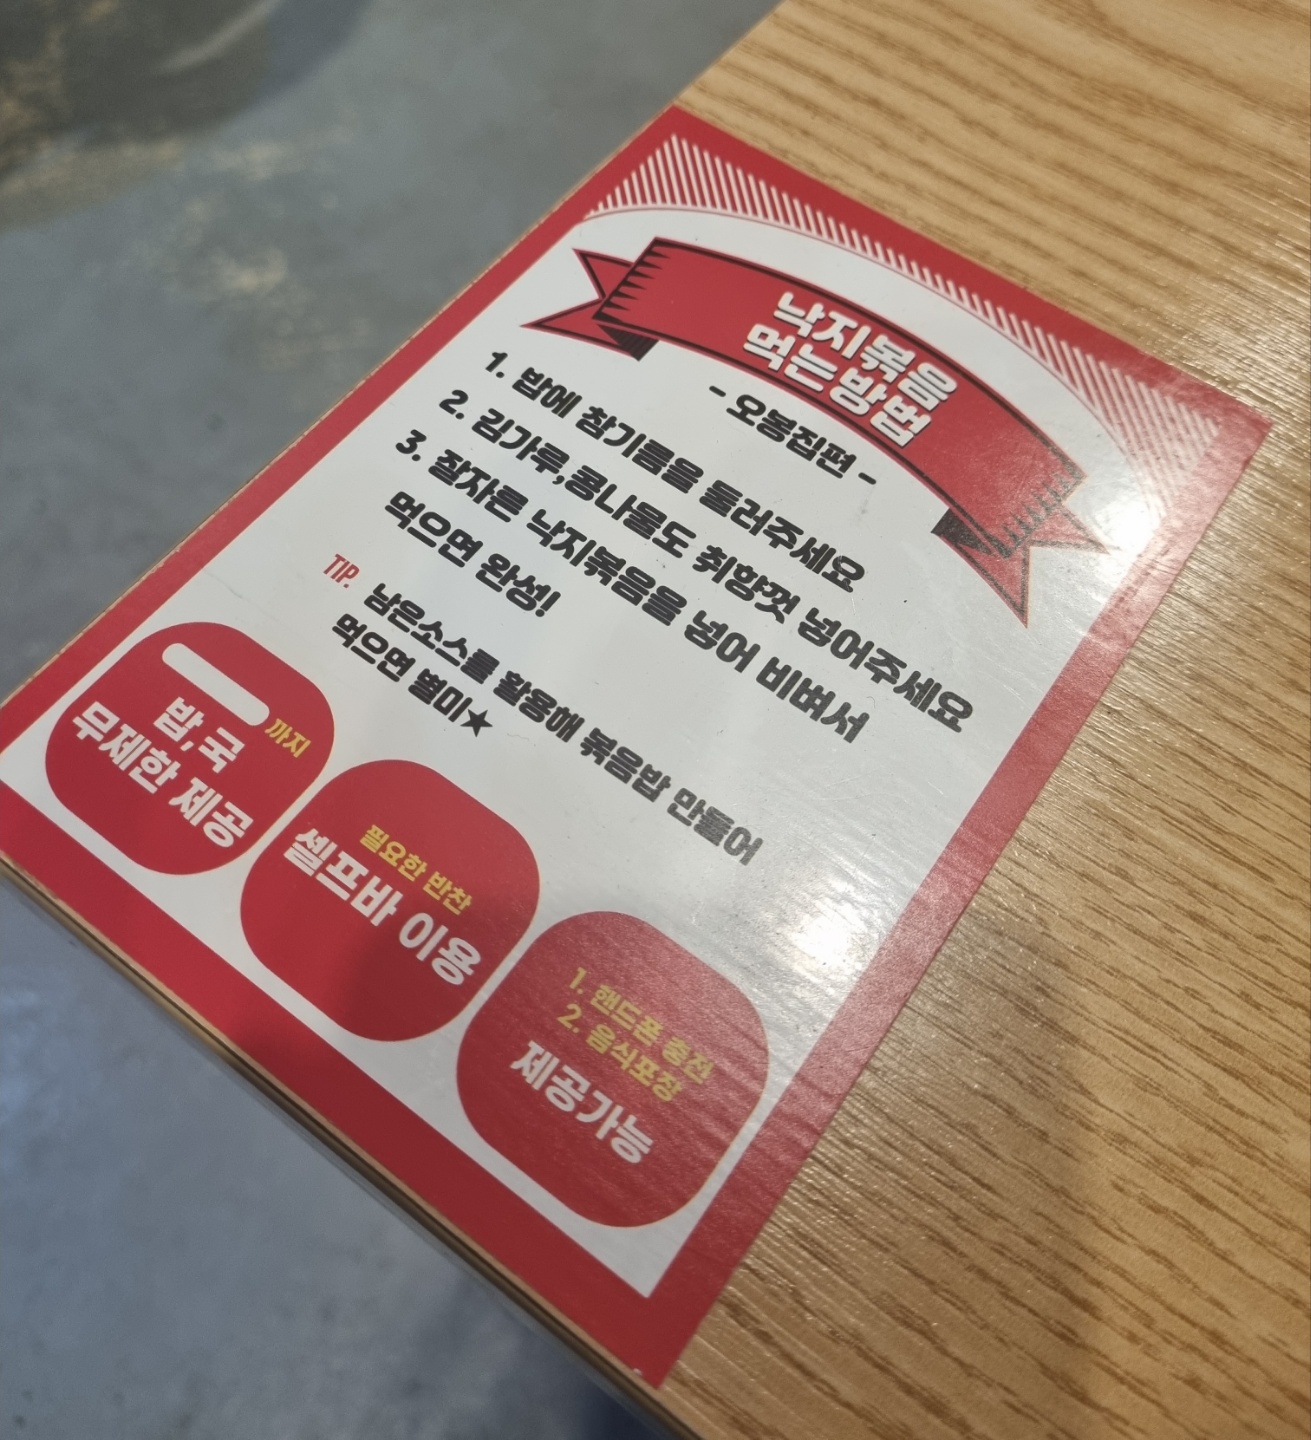 낙지볶음
먹는방법
- 오봉집편 -
1. 밥에 참기름을 둘러주세요
2. 김가루,콩나물도 취향껏 넣어주세요
3. 잘자른 낙지볶음을 넣어 비벼서
먹으면 완성!
TIP. 남은소스를 활용해 볶음밥 만들어
먹으면 별미★
까지
밥,국
무제한 제공
필요한 반찬
셀프바 이용
1. 핸드폰 충전
2. 음식포장
제공가능